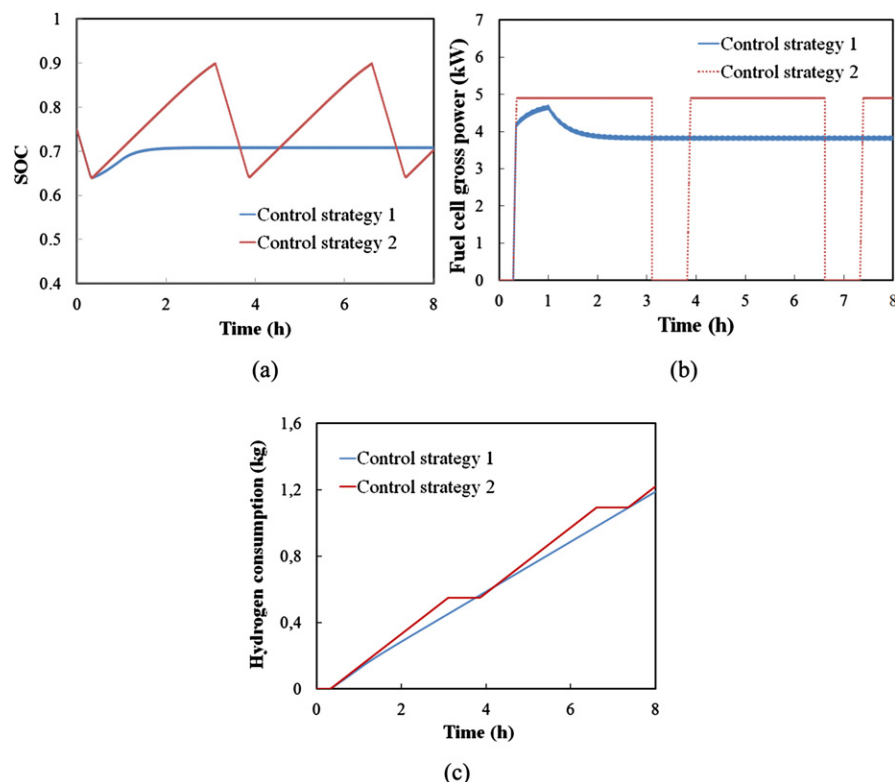 1
0.9
0.8
0.7
0.6
0.5
0.4
SOC
Control strategy 1
Control strategy 2
0 2 4 6 8
Time (h)
(a)
7
6
5
4
3
2
1
0
Fuel cell gross power (kW)
Control strategy 1
Control strategy 2
0 1 2 3 4 5 6 7 8
Time (h)
(b)
1,6
1,2
0,8
0,4
0
Hydrogen consumption (kg)
Control strategy 1
Control strategy 2
0 2 4 6 8
Time (h)
(c)